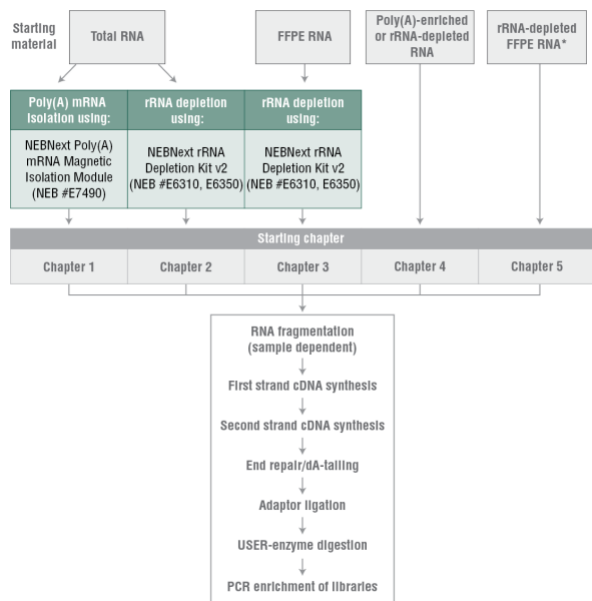 Starting
material
Total RNA
FFPE RNA
Poly(A)-enriched
or rRNA-depleted
RNA
rRNA-depleted
FFPE RNA*
Poly(A) mRNA
Isolation using:
NEBNext Poly(A)
mRNA Magnetic
Isolation Module
(NEB #E7490)
rRNA depletion
using:
NEBNext rRNA
Depletion Kit v2
(NEB #E6310, E6350)
rRNA depletion
using:
NEBNext rRNA
Depletion Kit v2
(NEB #E6310, E6350)
Starting chapter
Chapter 1
Chapter 2
Chapter 3
Chapter 4
Chapter 5
RNA fragmentation
(sample dependent)
First strand cDNA synthesis
Second strand cDNA synthesis
End repair/dA-tailing
Adaptor ligation
USER-enzyme digestion
PCR enrichment of libraries